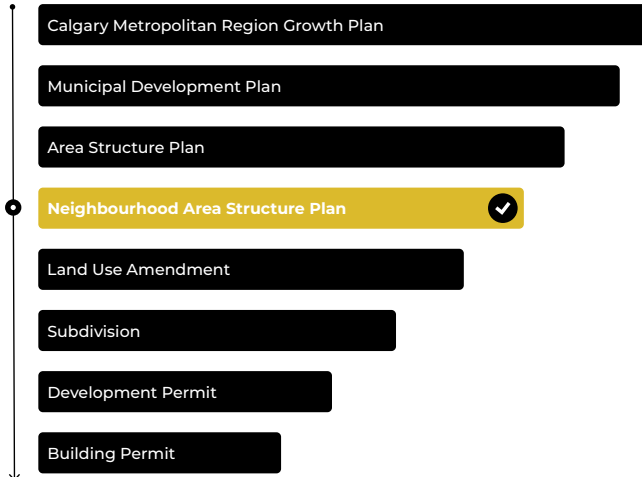 Calgary Metropolitan Region Growth Plan
Municipal Development Plan
Area Structure Plan
Neighbourhood Area Structure Plan
Land Use Amendment
Subdivision
Development Permit
Building Permit